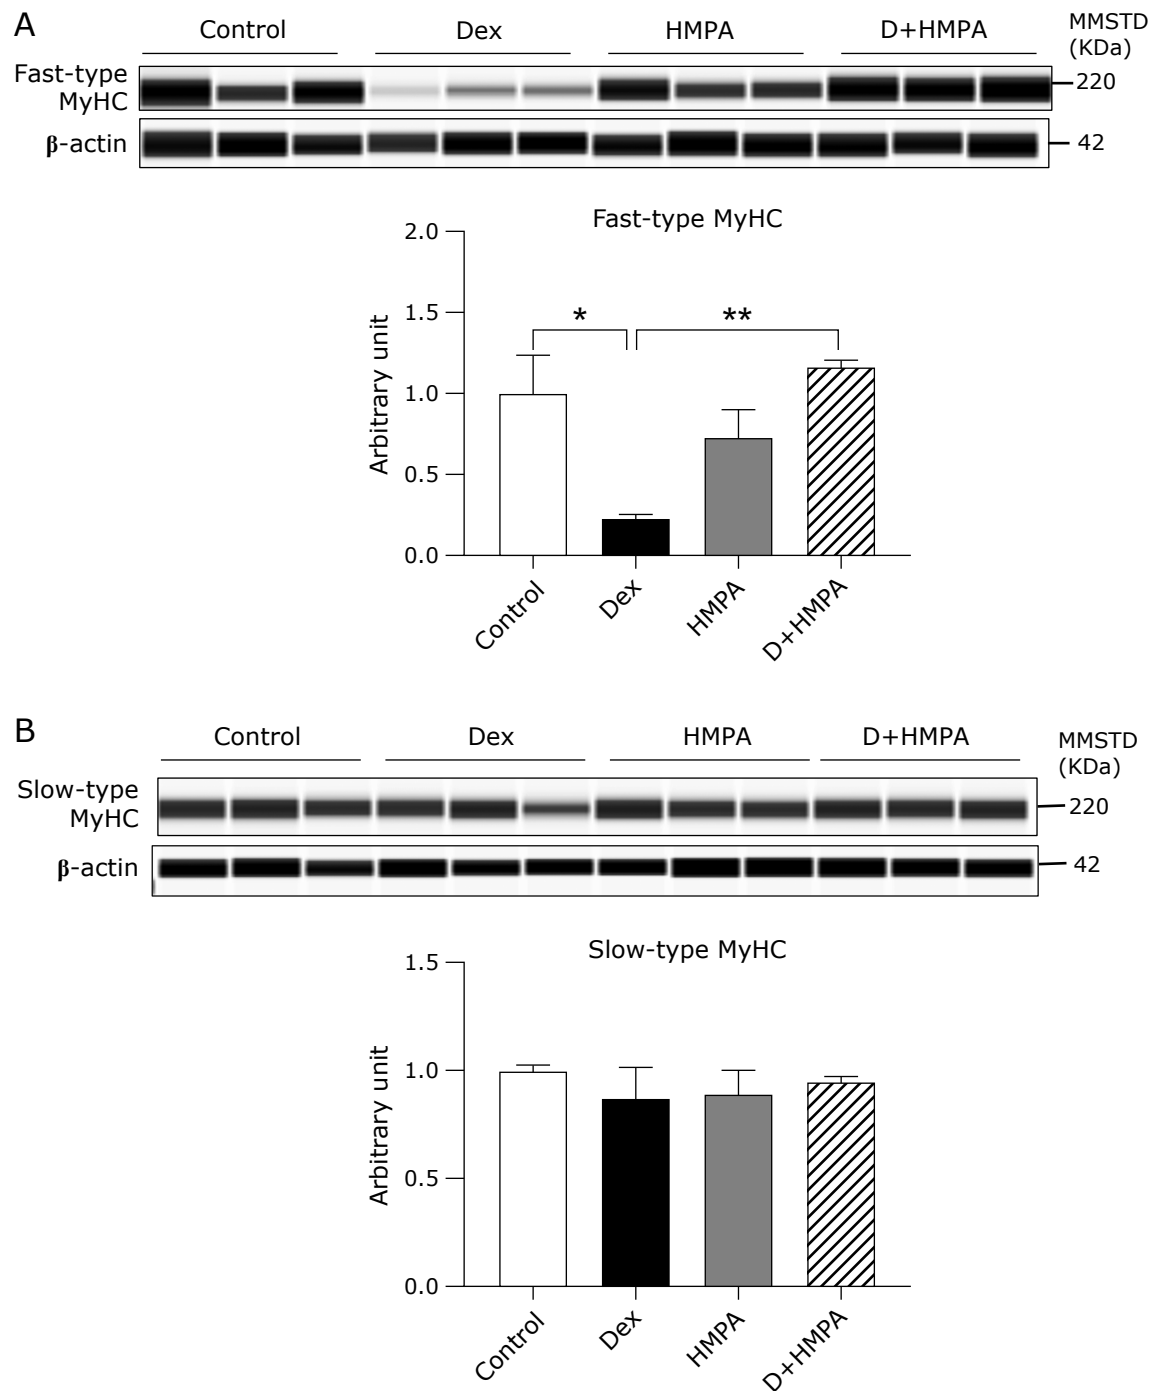 A
Control Dex HMPA D+HMPA MMSTD
(KDa)
Fast-type
MyHC
220
β-actin
42
Fast-type MyHC
Arbitrary unit
2.0
1.5
1.0
0.5
0.0
* **
Control Dex HMPA D+HMPA
B
Control Dex HMPA D+HMPA MMSTD
(KDa)
Slow-type
MyHC
220
β-actin
42
Slow-type MyHC
Arbitrary unit
1.5
1.0
0.5
0.0
Control Dex HMPA D+HMPA